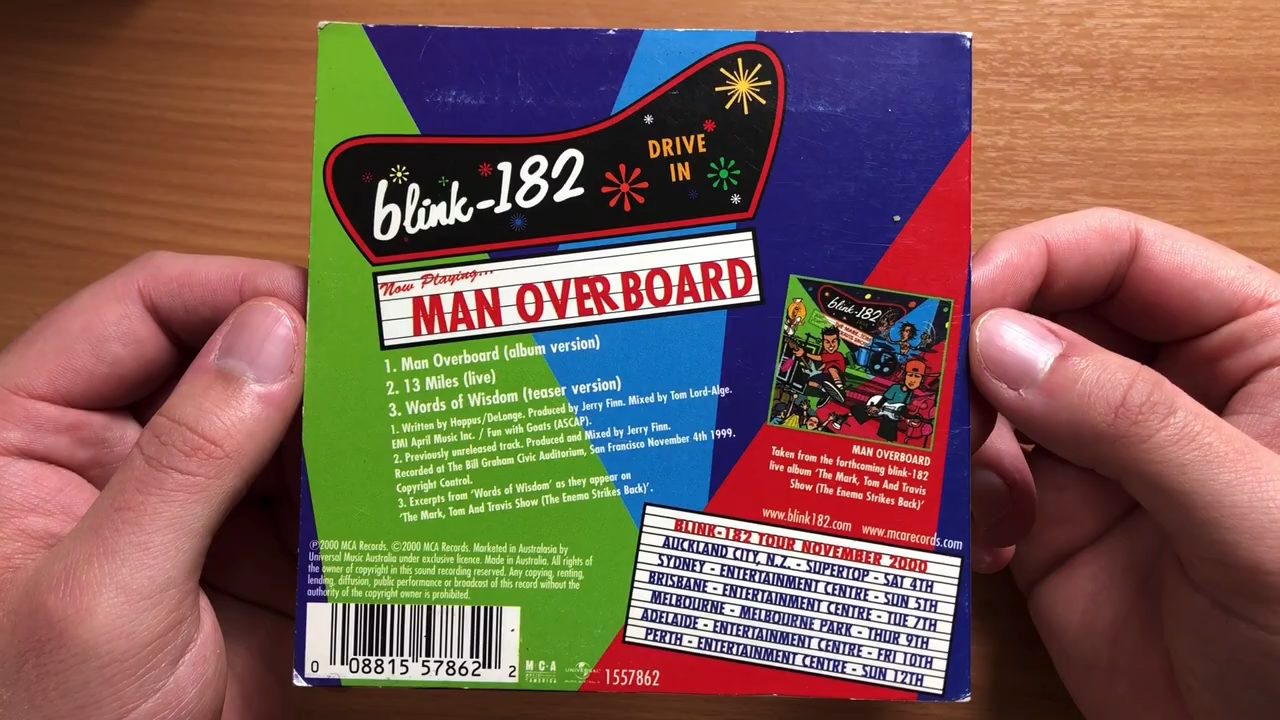 blink-182
DRIVE
IN
Now Playing...
MAN OVERBOARD
1. Man Overboard (album version)
2. 13 Miles (live)
3. Words of Wisdom (teaser version)
1. Written by Hoppus/DeLonge. Produced by Jerry Finn. Mixed by Tom Lord-Alge.
EMI April Music Inc. / Fun with Goats (ASCAP).
2. Previously unreleased track. Produced and Mixed by Jerry Finn.
Recorded at The Bill Graham Civic Auditorium, San Francisco November 4th 1999.
Copyright Control.
3. Excerpts from 'Words of Wisdom' as they appear on
'The Mark, Tom And Travis Show (The Enema Strikes Back)'.
blink-182
MAN OVERBOARD
Taken from the forthcoming blink-182
live album 'The Mark, Tom And Travis
Show (The Enema Strikes Back)'
www.blink182.com www.mcarecords.com
BLINK-182 TOUR NOVEMBER 2000
AUCKLAND CITY, N.Z. - SUPERTOP - SAT 4TH
SYDNEY - ENTERTAINMENT CENTRE - SUN 5TH
BRISBANE - ENTERTAINMENT CENTRE - TUE 7TH
MELBOURNE - MELBOURNE PARK - THUR 9TH
ADELAIDE - ENTERTAINMENT CENTRE - FRI 10TH
PERTH - ENTERTAINMENT CENTRE - SUN 12TH
℗2000 MCA Records. ©2000 MCA Records. Marketed in Australasia by
Universal Music Australia under exclusive licence. Made in Australia. All rights of
the owner of copyright in this sound recording reserved. Any copying, renting,
lending, diffusion, public performance or broadcast of this record without the
authority of the copyright owner is prohibited.
0 08815 57862 2
M·C·A
UNIVERSAL
1557862